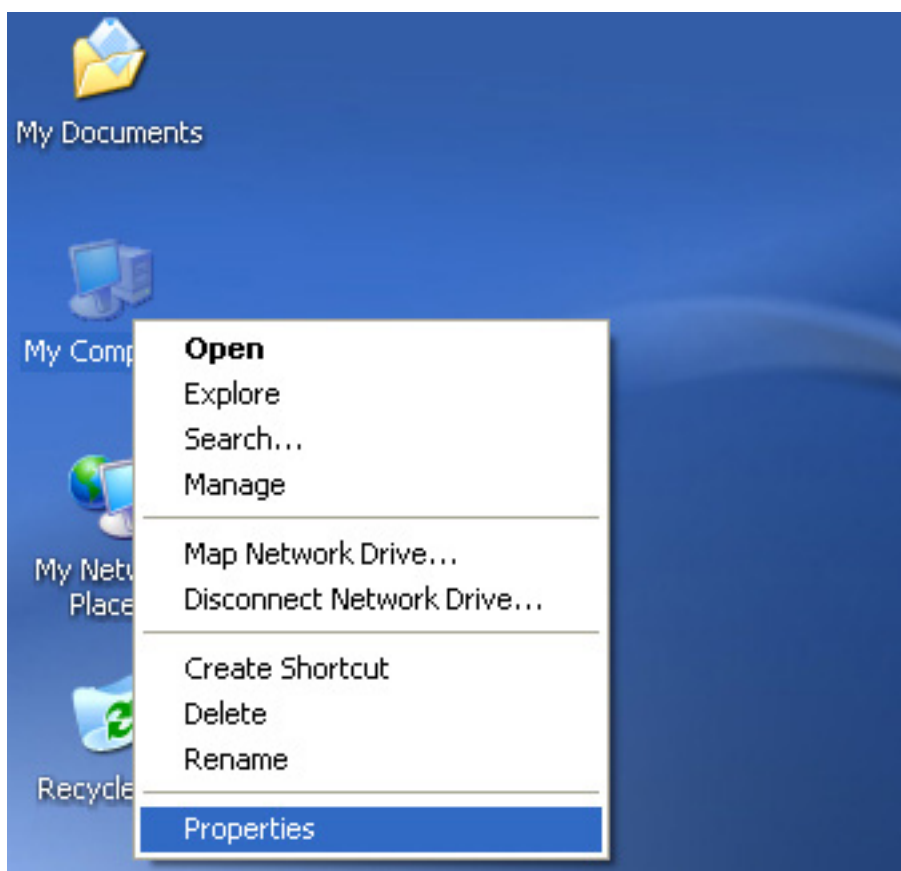 My Documents
My Comp
Open
Explore
Search...
Manage
Map Network Drive...
Disconnect Network Drive...
My Netw
Place
Create Shortcut
Delete
Rename
Recycle
Properties